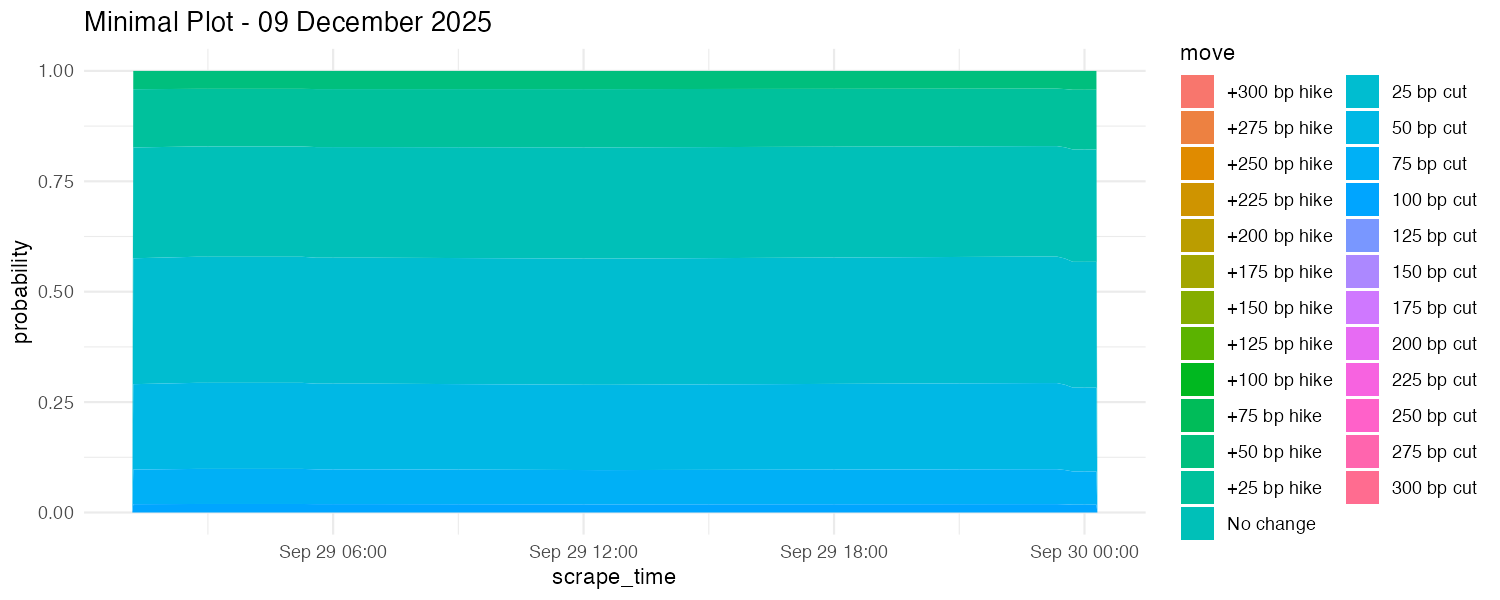 Minimal Plot - 09 December 2025
probability
1.00
0.75
0.50
0.25
0.00
Sep 29 06:00
Sep 29 12:00
Sep 29 18:00
Sep 30 00:00
scrape_time
move
+300 bp hike
+275 bp hike
+250 bp hike
+225 bp hike
+200 bp hike
+175 bp hike
+150 bp hike
+125 bp hike
+100 bp hike
+75 bp hike
+50 bp hike
+25 bp hike
No change
25 bp cut
50 bp cut
75 bp cut
100 bp cut
125 bp cut
150 bp cut
175 bp cut
200 bp cut
225 bp cut
250 bp cut
275 bp cut
300 bp cut